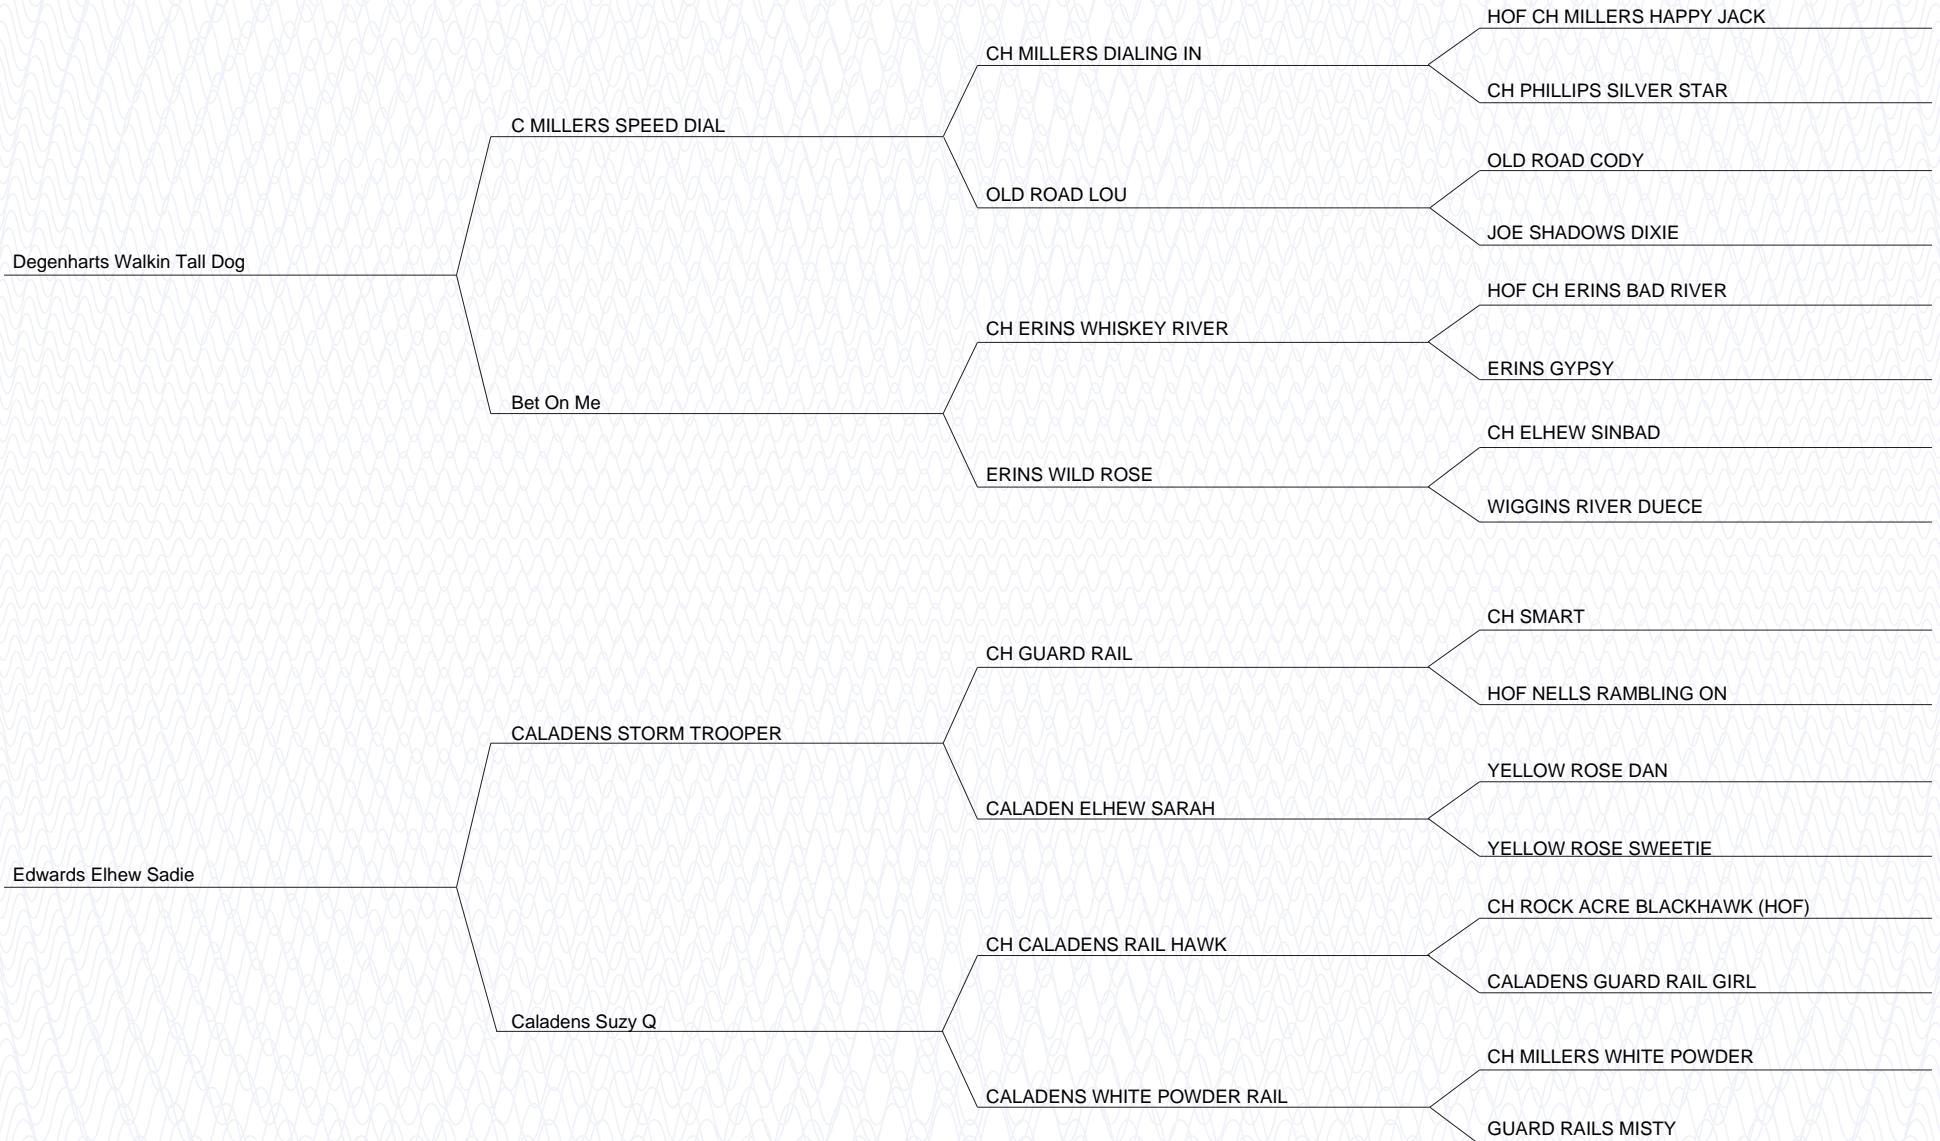 HOF CH MILLERS HAPPY JACK
CH MILLERS DIALING IN
CH PHILLIPS SILVER STAR
C MILLERS SPEED DIAL
OLD ROAD CODY
OLD ROAD LOU
JOE SHADOWS DIXIE
Degenharts Walkin Tall Dog
HOF CH ERINS BAD RIVER
CH ERINS WHISKEY RIVER
ERINS GYPSY
Bet On Me
CH ELHEW SINBAD
ERINS WILD ROSE
WIGGINS RIVER DUECE
CH SMART
CH GUARD RAIL
HOF NELLS RAMBLING ON
CALADENS STORM TROOPER
YELLOW ROSE DAN
CALADEN ELHEW SARAH
YELLOW ROSE SWEETIE
Edwards Elhew Sadie
CH ROCK ACRE BLACKHAWK (HOF)
CH CALADENS RAIL HAWK
CALADENS GUARD RAIL GIRL
Caladens Suzy Q
CH MILLERS WHITE POWDER
CALADENS WHITE POWDER RAIL
GUARD RAILS MISTY